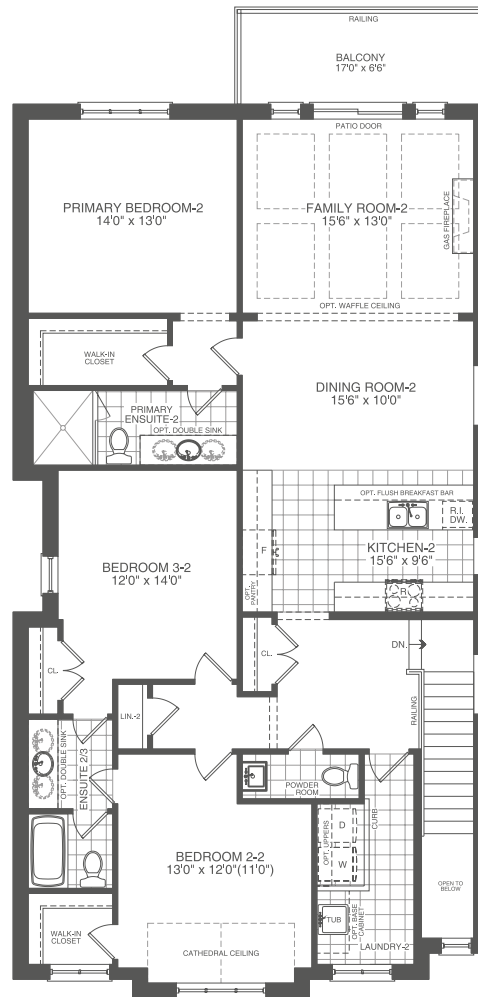 RAILING
BALCONY
17'0" x 6'6"
PATIO DOOR
PRIMARY BEDROOM-2
14'0" x 13'0"
FAMILY ROOM-2
15'6" x 13'0"
GAS FIREPLACE
OPT. WAFFLE CEILING
WALK-IN
CLOSET
DINING ROOM-2
15'6" x 10'0"
PRIMARY
ENSUITE-2
OPT. DOUBLE SINK
OPT. FLUSH BREAKFAST BAR
R.I.
DW.
BEDROOM 3-2
12'0" x 14'0"
F
KITCHEN-2
15'6" x 9'6"
OPT.
PANTRY
R
CL.
CL.
DN.
RAILING
LIN.-2
OPT. DOUBLE SINK
ENSUITE 2/3
POWDER
ROOM
BEDROOM 2-2
13'0" x 12'0"(11'0")
OPT. UPPERS
D
W
CURB
OPEN TO
BELOW
TUB
OPT. BASE
CABINET
LAUNDRY-2
WALK-IN
CLOSET
CATHEDRAL CEILING